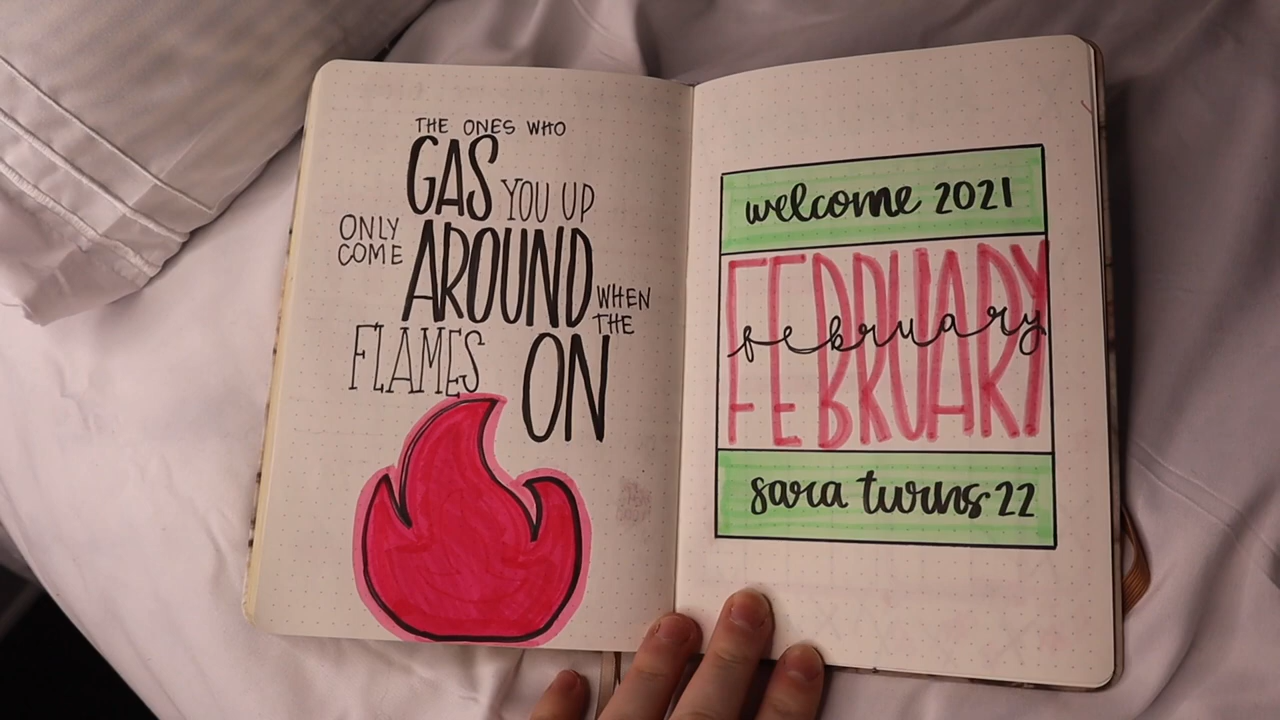 THE ONES WHO
GAS YOU UP
ONLY
COME AROUND WHEN
THE
FLAMES ON
welcome 2021
FEBRUARY
february
sara turns 22